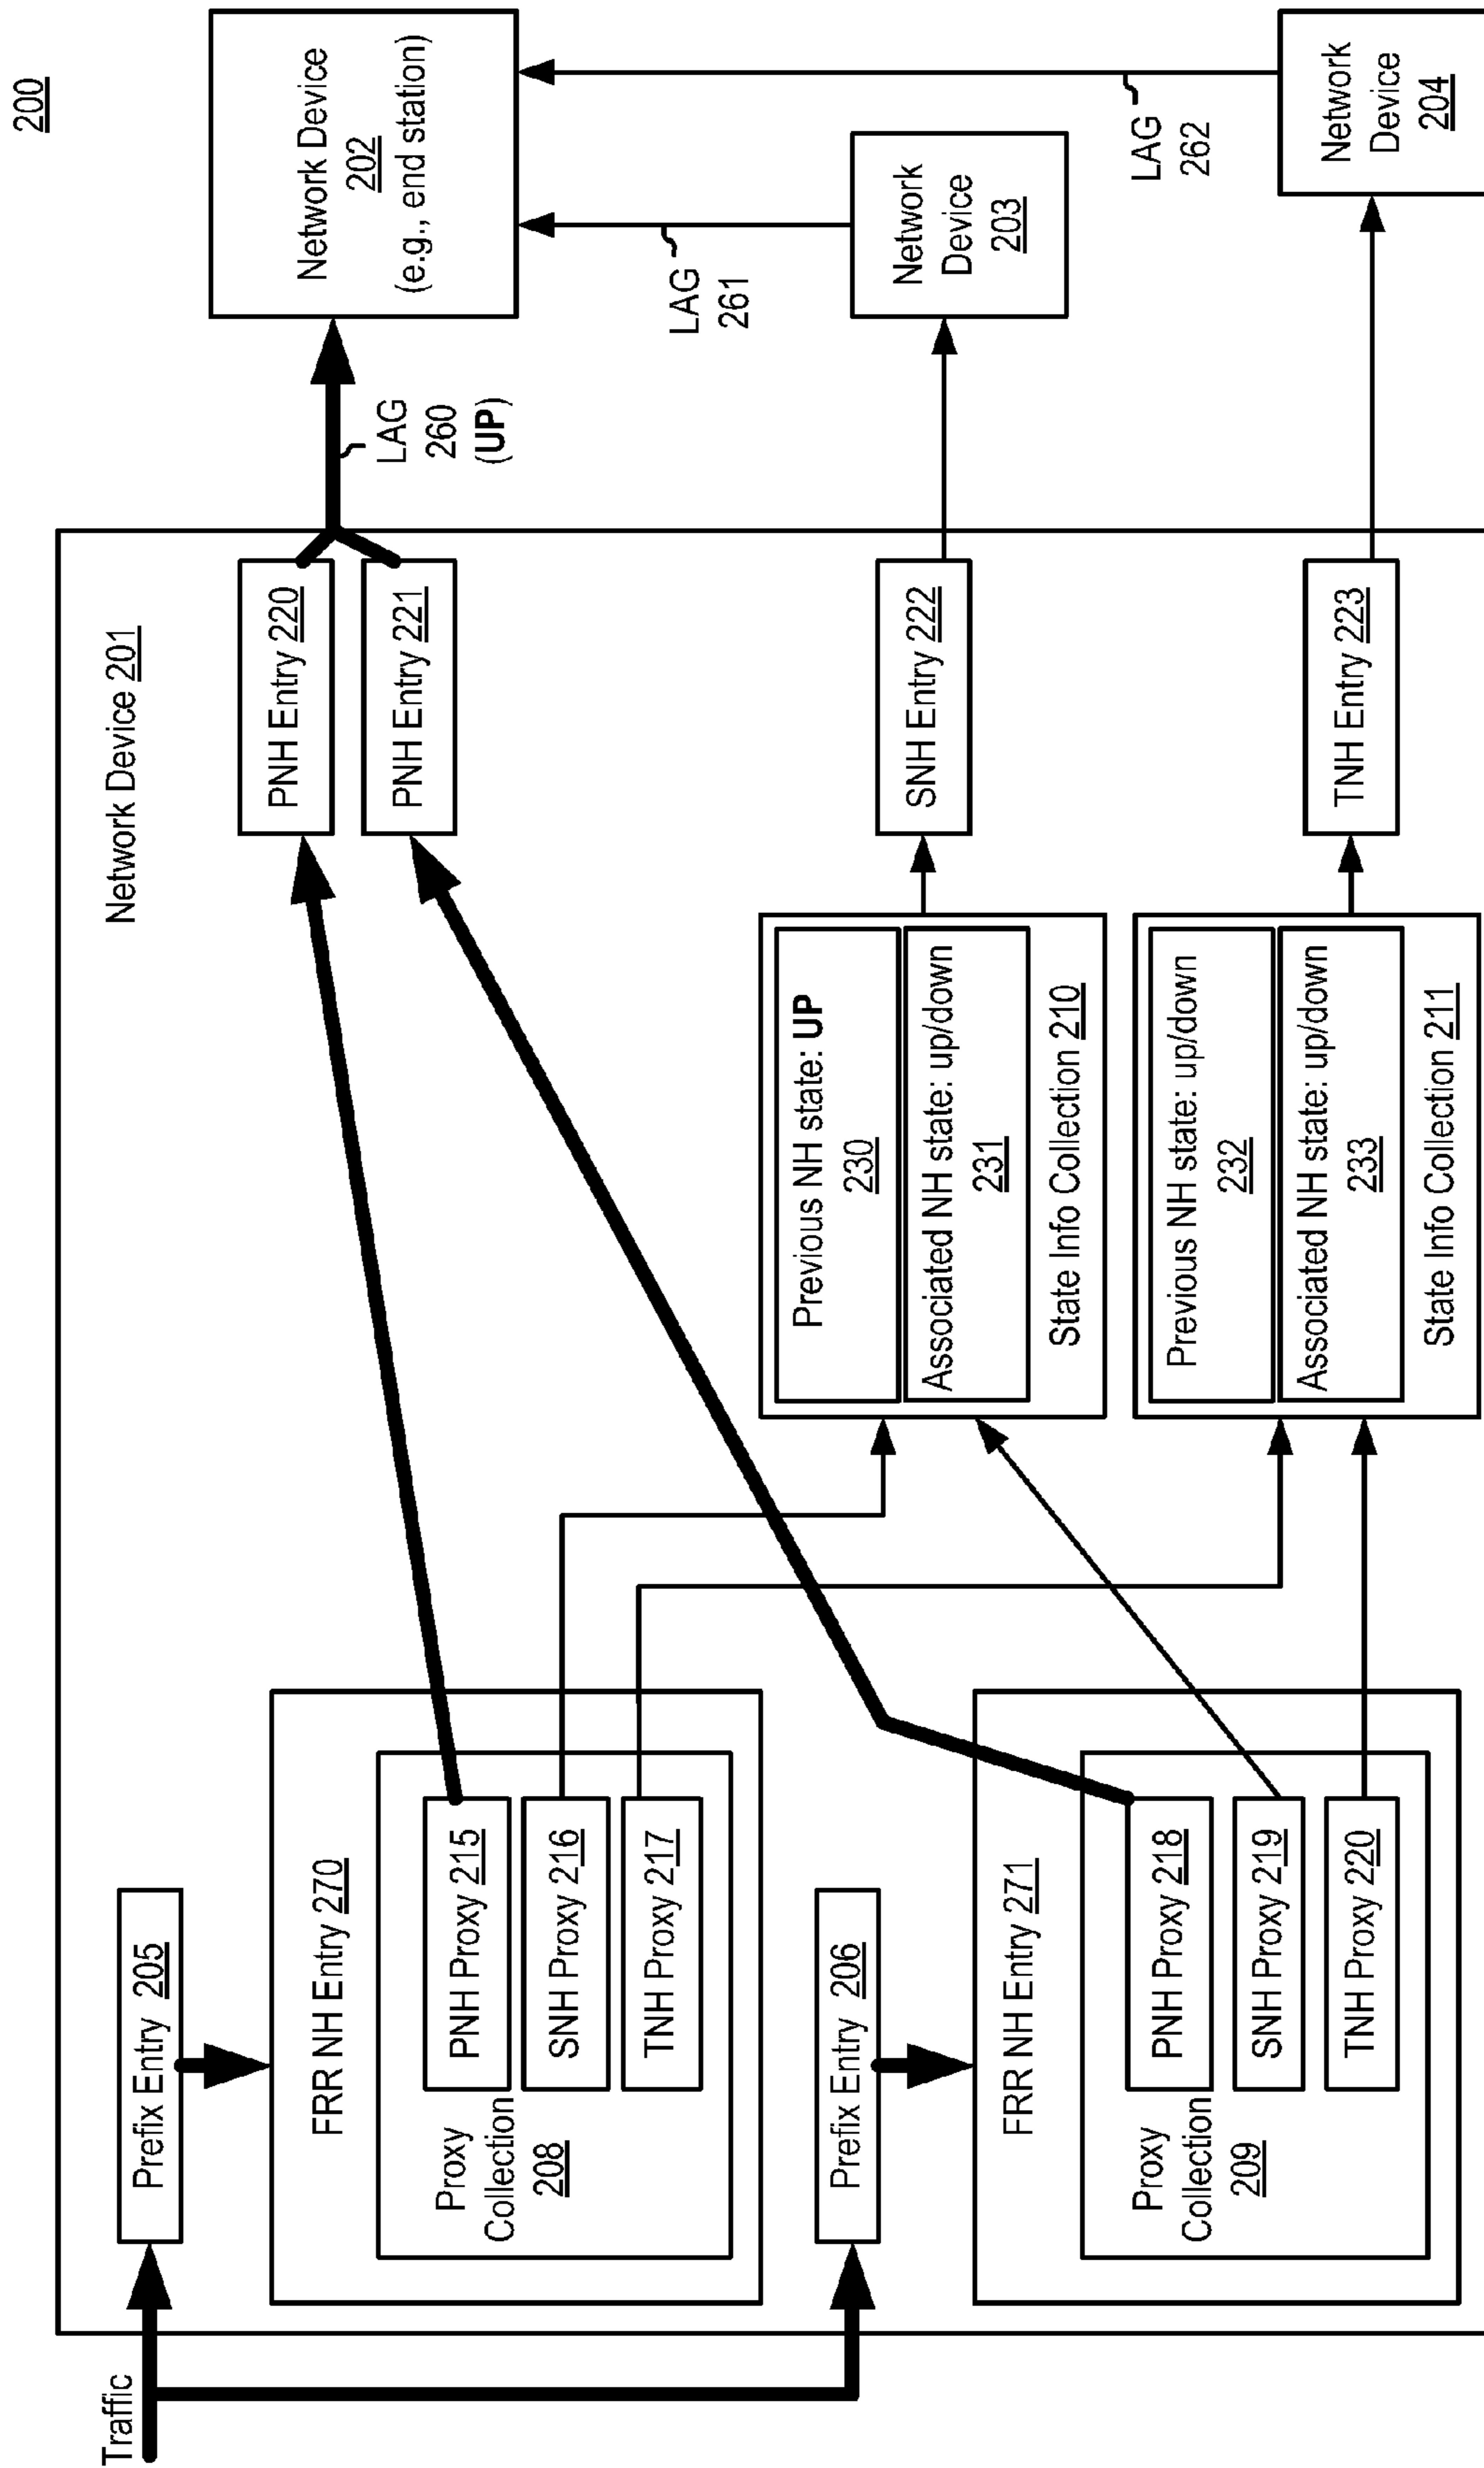 200
Traffic
Network Device 201
Prefix Entry 205
FRR NH Entry 270
Proxy
Collection
208
PNH Proxy 215
SNH Proxy 216
TNH Proxy 217
Prefix Entry 206
FRR NH Entry 271
Proxy
Collection
209
PNH Proxy 218
SNH Proxy 219
TNH Proxy 220
Previous NH state: UP
230
Associated NH state: up/down
231
State Info Collection 210
Previous NH state: up/down
232
Associated NH state: up/down
233
State Info Collection 211
PNH Entry 220
PNH Entry 221
SNH Entry 222
TNH Entry 223
LAG
260
(UP)
Network Device
202
(e.g., end station)
LAG
261
Network
Device
203
LAG
262
Network
Device
204